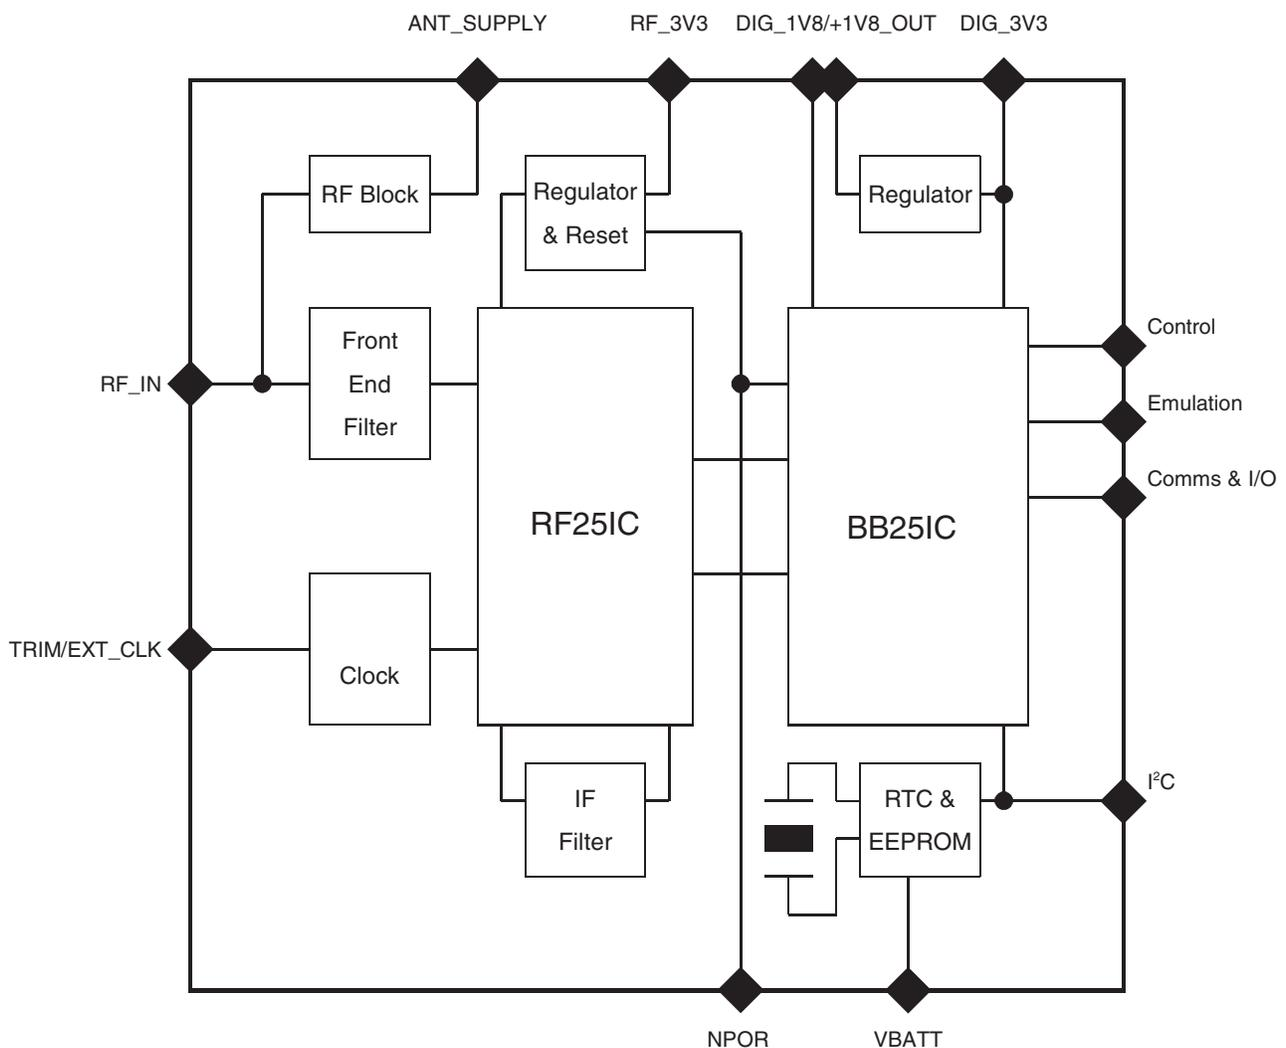 ANT_SUPPLY
RF_3V3
DIG_1V8/+1V8_OUT
DIG_3V3
RF Block
Regulator
& Reset
Regulator
Front
End
Filter
RF_IN
Control
Emulation
Comms & I/O
RF25IC
BB25IC
TRIM/EXT_CLK
Clock
IF
Filter
RTC &
EEPROM
I²C
NPOR
VBATT